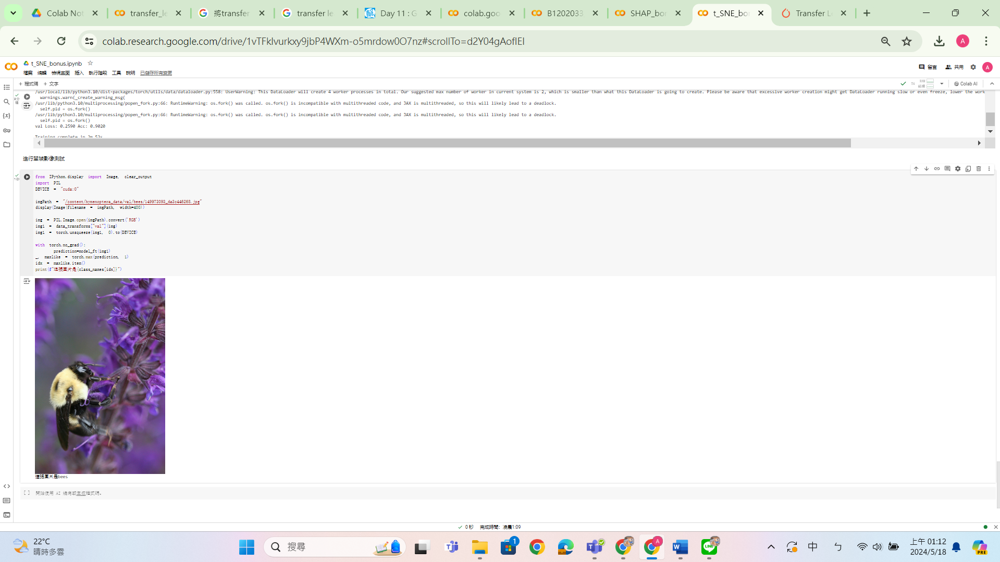 Colab Not
transfer_le
將transfer
transfer le
Day 11 : G
colab.goo
B1202033
SHAP_bon
t_SNE_bon
Transfer L
colab.research.google.com/drive/
A
t_SNE_bonus.ipynb
檔案 編輯 檢視畫面 插入 執行階段 工具 說明 已儲存所有變更
留言 共用 A
+ 程式碼 + 文字
T4 RAM 磁碟 Colab AI
/usr/local/lib/python3.10/dist-packages/torch/utils/data/dataloader.py:558: UserWarning: This DataLoader will create 4 worker processes in total. Our suggested max number of worker in current system is 2, which is smaller than what this DataLoader is going to create. Please be aware that excessive worker creation might get DataLoader running slow or even freeze, lower the work
warnings.warn(_create_warning_msg(
/usr/lib/python3.10/multiprocessing/popen_fork.py:66: RuntimeWarning: os.fork() was called. os.fork() is incompatible with multithreaded code, and JAX is multithreaded, so this will likely lead to a deadlock.
self.pid = os.fork()
/usr/lib/python3.10/multiprocessing/popen_fork.py:66: RuntimeWarning: os.fork() was called. os.fork() is incompatible with multithreaded code, and JAX is multithreaded, so this will likely lead to a deadlock.
self.pid = os.fork()
val Loss: 0.2590 Acc: 0.9020
Training complete in 2m 53s
進行單幀影像測試
from IPython.display import Image, clear_output
import PIL
DEVICE = "cuda:0"
imgPath = "/content/hymenoptera_data/val/bees/149973093_da3c446268.jpg"
display(Image(filename = imgPath, width=400))
img = PIL.Image.open(imgPath).convert('RGB')
img1 = data_transforms["val"](img)
img1 = torch.unsqueeze(img1, 0).to(DEVICE)
with torch.no_grad():
prediction=model_ft(img1)
_, maxlike = torch.max(prediction, 1)
idx = maxlike.item()
print(f"這張圖片是{class_names[idx]}")
這張圖片是bees
[ ] 開始使用 AI 編寫或生成程式碼。
0 秒 完成時間：凌晨1:09
22°C
晴時多雲
搜尋
1
A
LINE
中
ㄅ
上午 01:12
2024/5/18
PRE